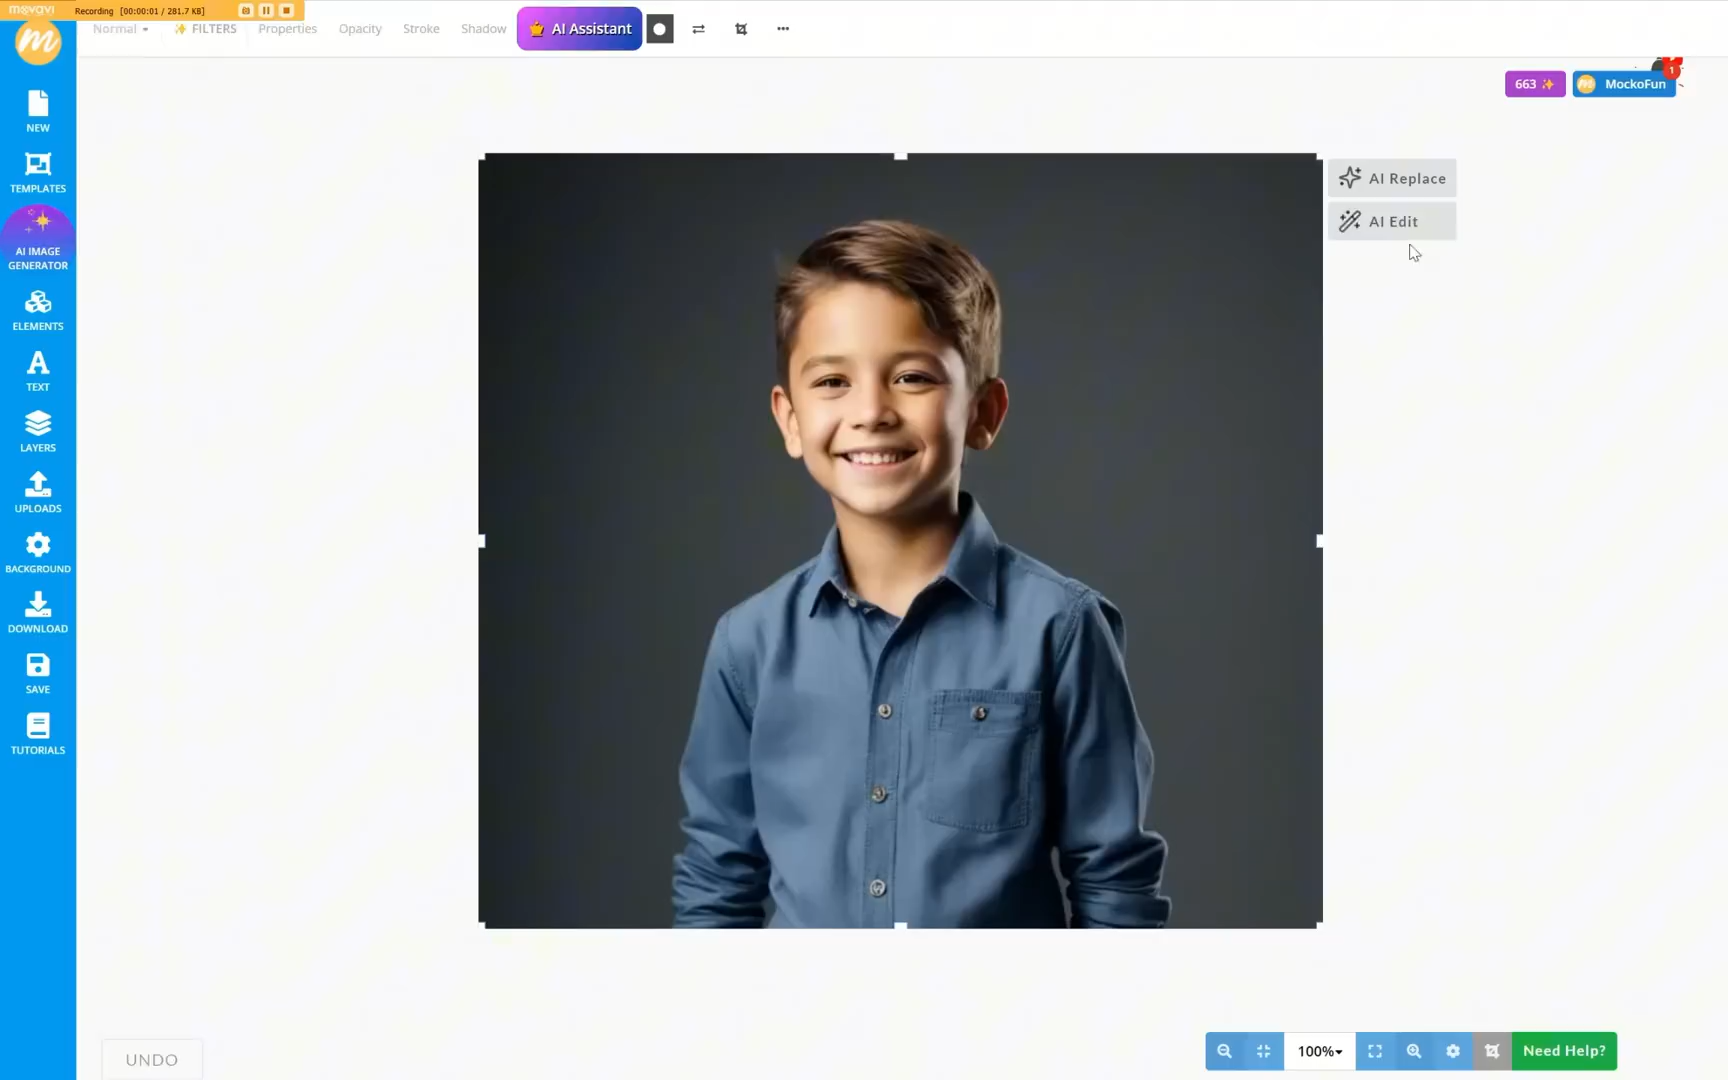 movavi
Recording [00:00:01 / 281.7 KB]
Normal
FILTERS
Properties
Opacity
Stroke
Shadow
AI Assistant
m
663
m MockoFun
1
NEW
TEMPLATES
AI IMAGE
GENERATOR
ELEMENTS
A
TEXT
LAYERS
UPLOADS
BACKGROUND
DOWNLOAD
SAVE
TUTORIALS
AI Replace
AI Edit
UNDO
100%
Need Help?